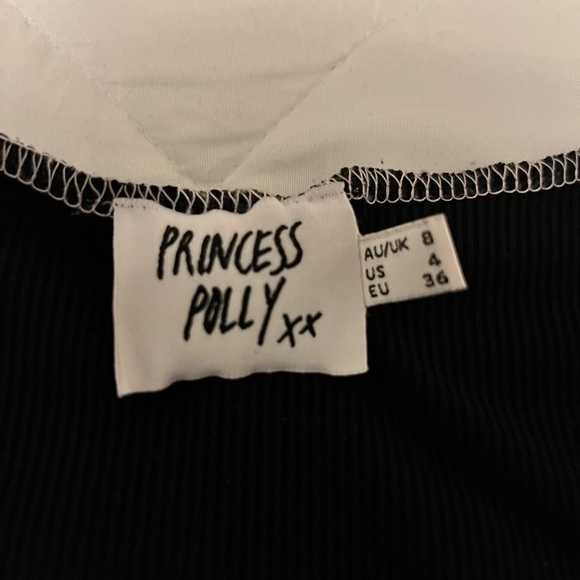 PRINCESS
POLLY xx
AU/UK 8
US 4
EU 36